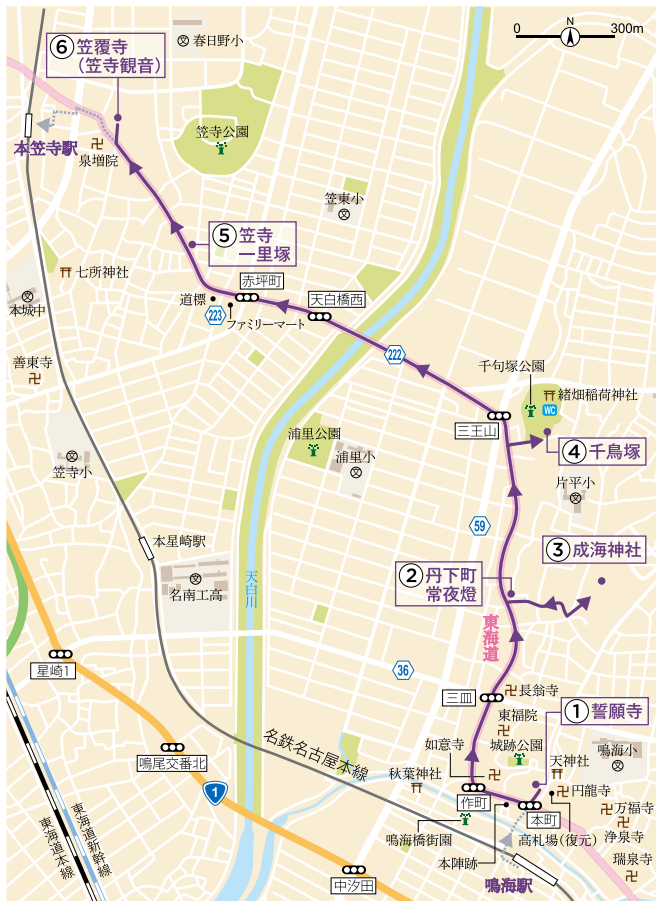 ⑥ 笠覆寺
（笠寺観音）
春日野小
N
0
300m
本笠寺駅
泉増院
笠寺公園
笠東小
⑤ 笠寺
一里塚
赤坪町
七所神社
道標
天白橋西
223
ファミリーマート
本城中
222
千句塚公園
善東寺
緒畑稲荷神社
WC
三王山
浦里公園
浦里小
④ 千鳥塚
笠寺小
片平小
59
本星崎駅
③ 成海神社
名南工高
天白川
② 丹下町
常夜燈
東海道
星崎1
36
三皿
長翁寺
① 誓願寺
東福院
名鉄名古屋本線
如意寺
城跡公園
鳴海小
鳴尾交番北
天神社
秋葉神社
円龍寺
1
作町
本町
万福寺
鳴海橋街園
高札場（復元）
浄泉寺
本陣跡
瑞泉寺
東海道新幹線
東海道本線
中汐田
鳴海駅